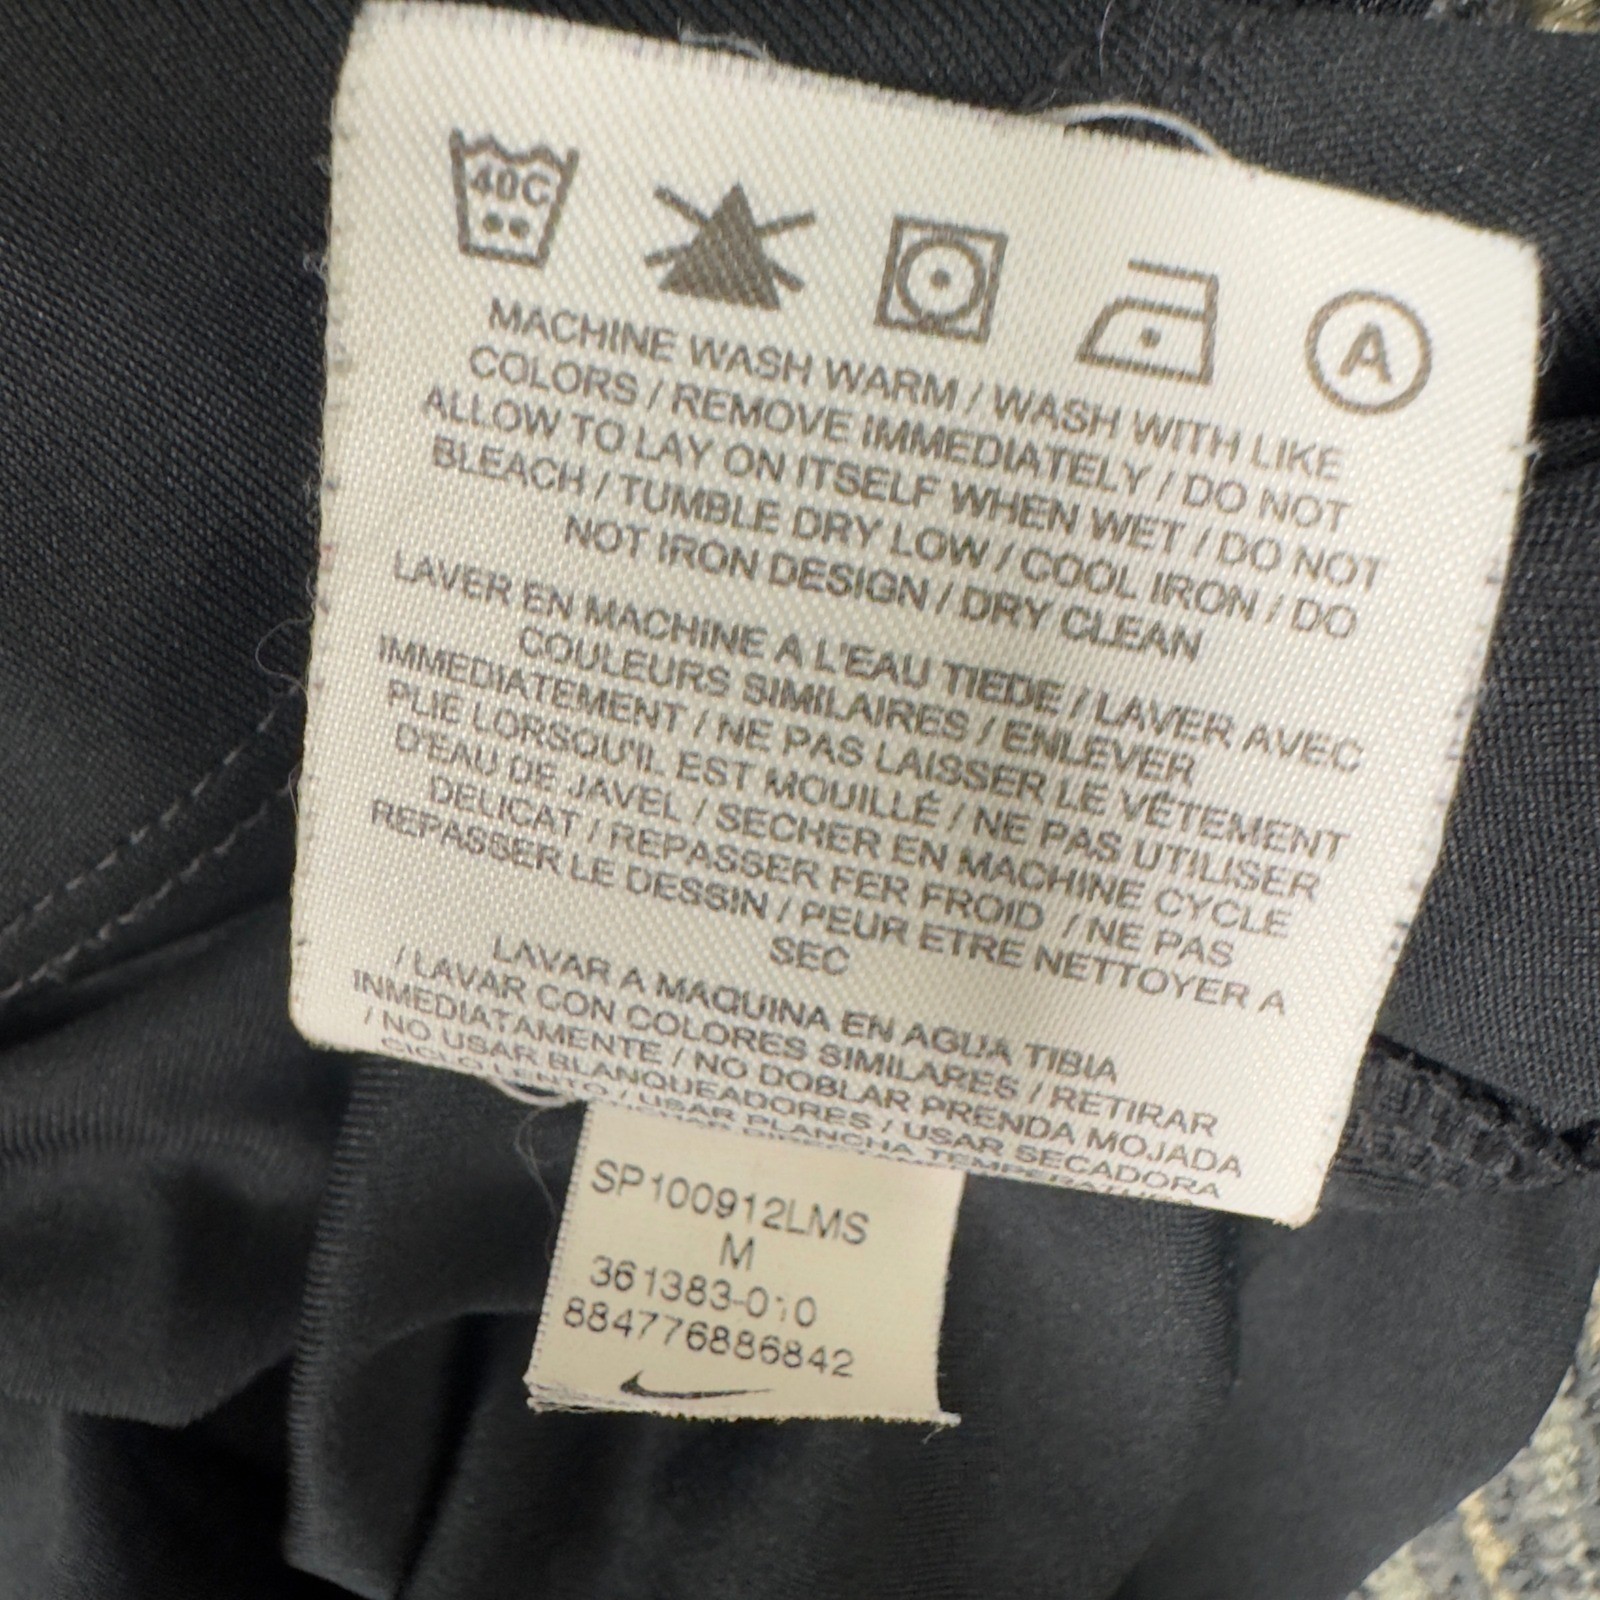 40C
A
MACHINE WASH WARM / WASH WITH LIKE
COLORS / REMOVE IMMEDIATELY / DO NOT
ALLOW TO LAY ON ITSELF WHEN WET / DO NOT
BLEACH / TUMBLE DRY LOW / COOL IRON / DO
NOT IRON DESIGN / DRY CLEAN
LAVER EN MACHINE A L'EAU TIEDE / LAVER AVEC
COULEURS SIMILAIRES / ENLEVER
IMMEDIATEMENT / NE PAS LAISSER LE VÊTEMENT
PLIE LORSQU'IL EST MOUILLÉ / NE PAS UTILISER
D'EAU DE JAVEL / SECHER EN MACHINE CYCLE
DELICAT / REPASSER FER FROID / NE PAS
REPASSER LE DESSIN / PEUR ETRE NETTOYER A
SEC
LAVAR A MAQUINA EN AGUA TIBIA
/ LAVAR CON COLORES SIMILARES / RETIRAR
INMEDIATAMENTE / NO DOBLAR PRENDA MOJADA
/ NO USAR BLANQUEADORES / USAR SECADORA
CICLO LENTO / USAR PLANCHA
SP100912LMS
M
361383-010
884776886842